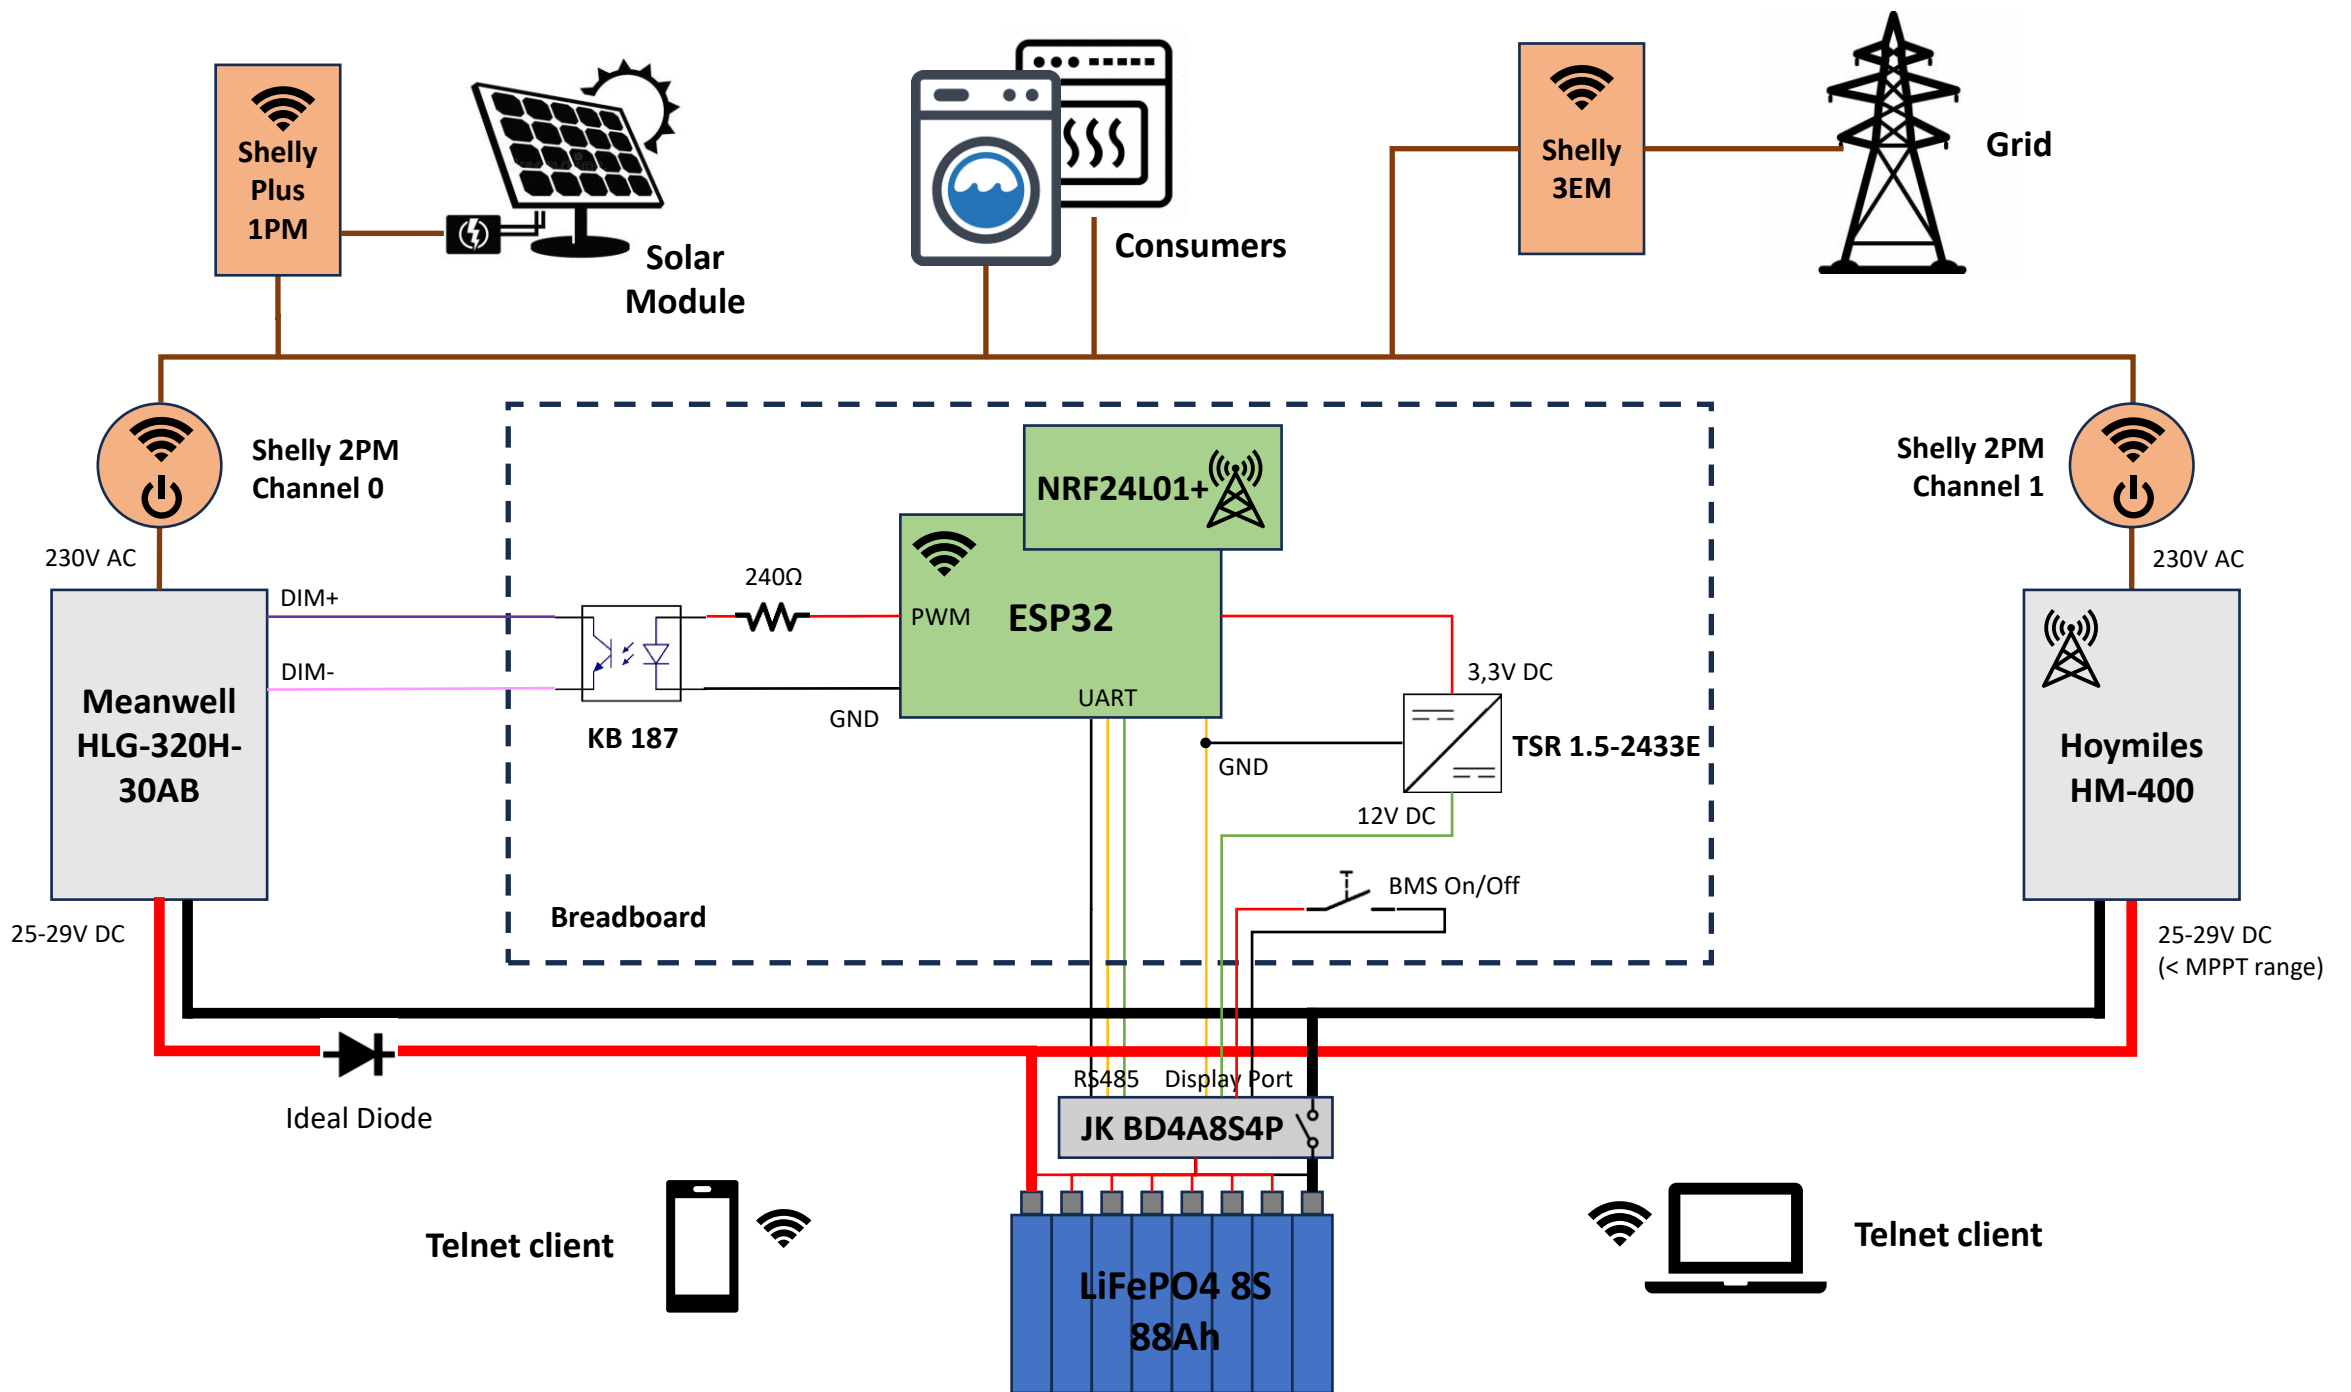 Shelly
Plus
1PM
Solar
Module
Consumers
Shelly
3EM
Grid
Shelly 2PM
Channel 0
NRF24L01+
Shelly 2PM
Channel 1
230V AC
230V AC
DIM+
240Ω
PWM
ESP32
DIM-
3,3V DC
UART
GND
Meanwell
HLG-320H-
30AB
KB 187
GND
TSR 1.5-2433E
Hoymiles
HM-400
12V DC
BMS On/Off
Breadboard
25-29V DC
25-29V DC
(< MPPT range)
RS485
Display Port
Ideal Diode
JK BD4A8S4P
Telnet client
Telnet client
LiFePO4 8S
88Ah